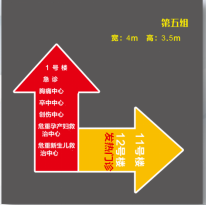 第五组
宽：4m 高：3.5m
1号楼
急诊
胸痛中心
卒中中心
创伤中心
危重孕产妇救
治中心
危重新生儿救
治中心
11号楼
12号楼
发热门诊